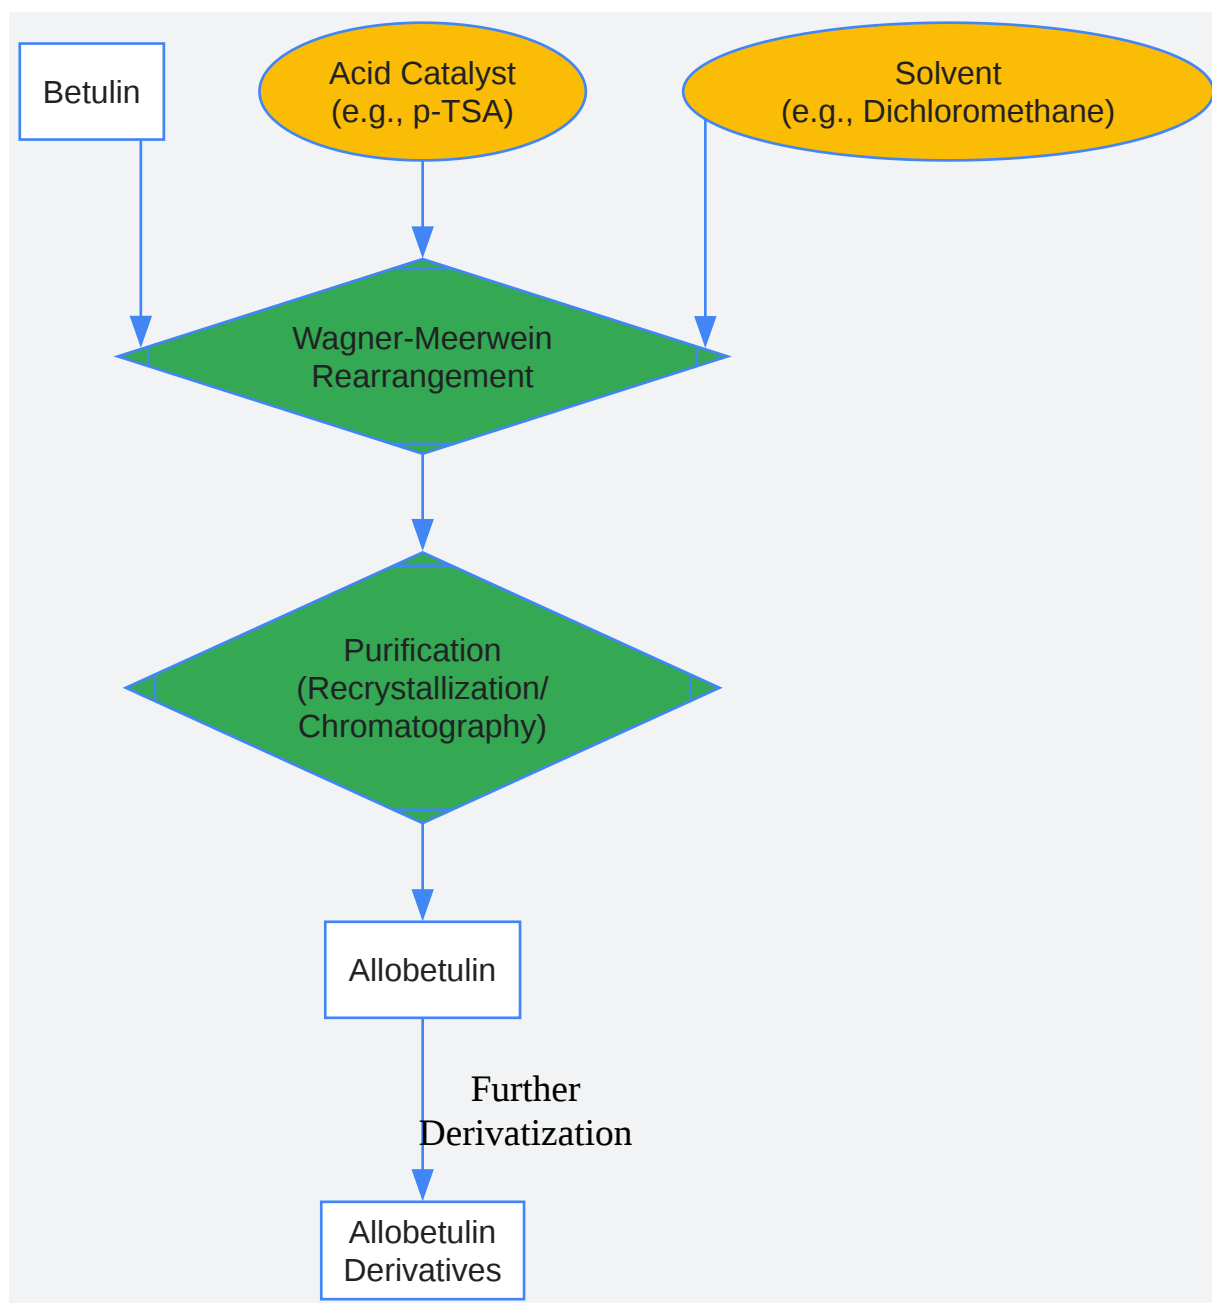 Betulin
Acid Catalyst
(e.g., p-TSA)
Solvent
(e.g., Dichloromethane)
Wagner-Meerwein
Rearrangement
Purification
(Recrystallization/
Chromatography)
Allobetulin
Further
Derivatization
Allobetulin
Derivatives